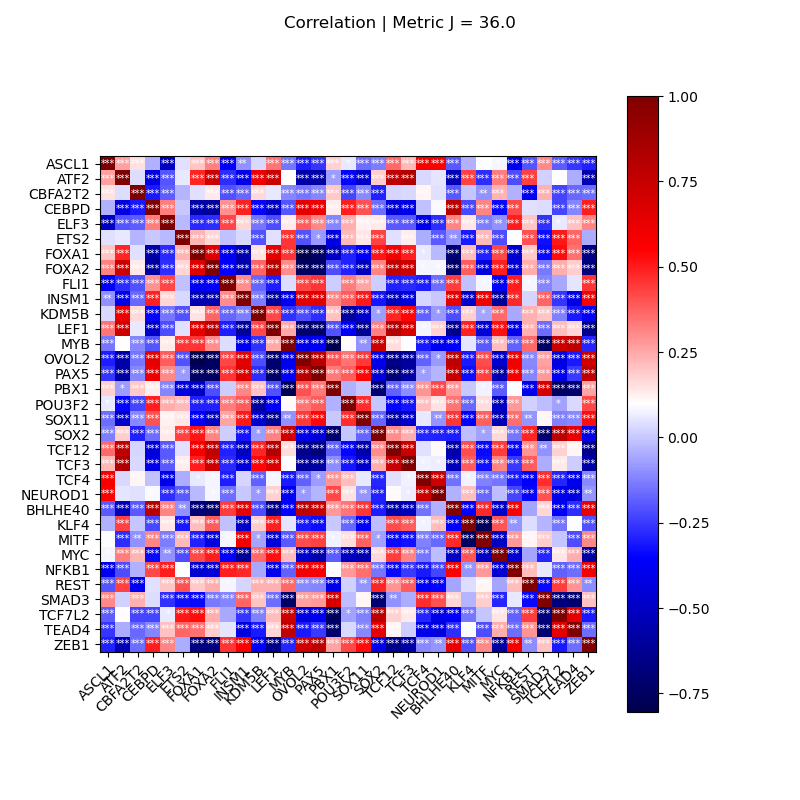 Correlation | Metric J = 36.0
ASCL1
ATF2
CBFA2T2
CEBPD
ELF3
ETS2
FOXA1
FOXA2
FLI1
INSM1
KDM5B
LEF1
MYB
OVOL2
PAX5
PBX1
POU3F2
SOX11
SOX2
TCF12
TCF3
TCF4
NEUROD1
BHLHE40
KLF4
MITF
MYC
NFKB1
REST
SMAD3
TCF7L2
TEAD4
ZEB1
ASCL1
ATF2
CBFA2T2
CEBPD
ELF3
ETS2
FOXA1
FOXA2
FLI1
INSM1
KDM5B
LEF1
MYB
OVOL2
PAX5
PBX1
POU3F2
SOX11
SOX2
TCF12
TCF3
TCF4
NEUROD1
BHLHE40
KLF4
MITF
MYC
NFKB1
REST
SMAD3
TCF7L2
TEAD4
ZEB1
1.00
0.75
0.50
0.25
0.00
−0.25
−0.50
−0.75